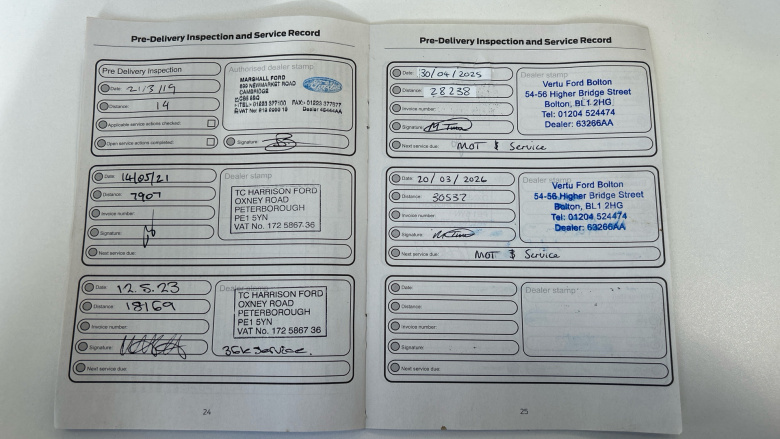 Pre-Delivery Inspection and Service Record
Pre Delivery Inspection
Date: 21/3/19
Distance: 14
Applicable service actions checked:
Open service actions completed:
Authorised dealer stamp
MARSHALL FORD
699 NEWMARKET ROAD
CAMBRIDGE
Ford
Signature:
Date: 14/05/21
Distance: 7907
Invoice number:
Signature:
Next service due:
Dealer stamp
TC HARRISON FORD
OXNEY ROAD
PETERBOROUGH
PE1 5YN
VAT No. 172 5867 36
Date: 12.5.23
Distance: 18169
Invoice number:
Signature:
Next service due:
Dealer stamp
TC HARRISON FORD
OXNEY ROAD
PETERBOROUGH
PE1 5YN
VAT No. 172 5867 36
36k service.
24
Pre-Delivery Inspection and Service Record
Date: 30/04/2025
Distance: 28238
Invoice number:
Signature:
Next service due: MOT & Service
Dealer stamp
Vertu Ford Bolton
54-56 Higher Bridge Street
Bolton, BL1 2HG
Tel: 01204 524474
Dealer: 63266AA
Date: 20/03/2026
Distance: 30532
Invoice number:
Signature:
Next service due: MOT & Service
Dealer stamp
Vertu Ford Bolton
54-56 Higher Bridge Street
Bolton, BL1 2HG
Tel: 01204 524474
Dealer: 63266AA
Date:
Distance:
Invoice number:
Signature:
Next service due:
Dealer stamp
25